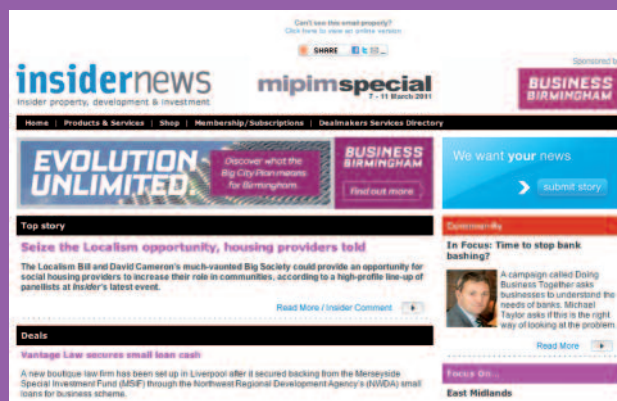 Can't see this email properly?
Click here to view an online version
SHARE
insidernews
Insider property, development & investment
mipimspecial
7 - 11 March 2011
Sponsored by
BUSINESS
BIRMINGHAM
Home | Products & Services | Shop | Membership/Subscriptions | Dealmakers Services Directory
EVOLUTION
UNLIMITED.
Discover what the
Big City Plan means
for Birmingham.
BUSINESS
BIRMINGHAM
Find out more
We want your news
submit story
Top story
Seize the Localism opportunity, housing providers told
The Localism Bill and David Cameron's much-vaunted Big Society could provide an opportunity for
social housing providers to increase their role in communities, according to a high-profile line-up of
panellists at Insider's latest event.
Read More / Insider Comment
Deals
Vantage Law secures small loan cash
A new boutique law firm has been set up in Liverpool after it secured backing from the Merseyside
Special Investment Fund (MSIF) through the Northwest Regional Development Agency's (NWDA) small
loans for business scheme.
Community
In Focus: Time to stop bank
bashing?
A campaign called Doing
Business Together asks
businesses to understand the
needs of banks. Michael
Taylor asks if this is the right
way of looking at the problem.
Read More
Focus On...
East Midlands